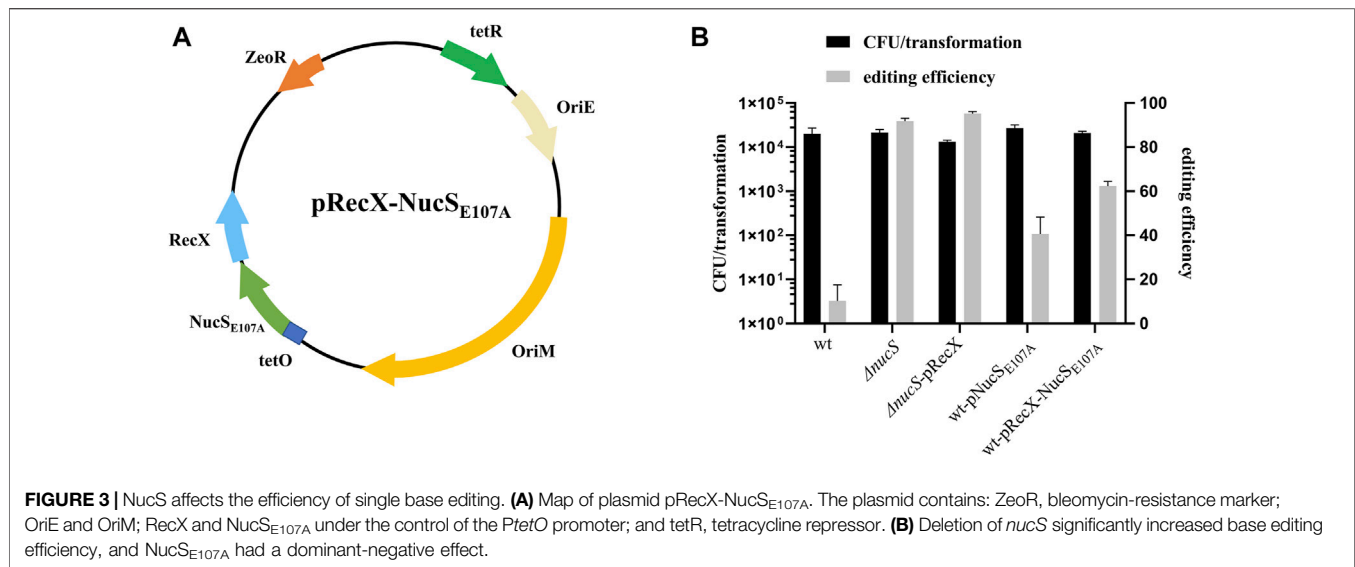 A
tetR
ZeoR
OriE
pRecX-NucSE107A
RecX
NucSE107A
tetO
OriM
B
CFU/transformation
editing efficiency
1×10⁵
1×10⁴
1×10³
1×10²
1×10¹
1×10⁰
CFU/transformation
100
80
60
40
20
0
editing efficiency
wt
ΔnucS
ΔnucS-pRecX
wt-pNucSE107A
wt-pRecX-NucSE107A
FIGURE 3 | NucS affects the efficiency of single base editing. (A) Map of plasmid pRecX-NucSE107A. The plasmid contains: ZeoR, bleomycin-resistance marker;
OriE and OriM; RecX and NucSE107A under the control of the PtetO promoter; and tetR, tetracycline repressor. (B) Deletion of nucS significantly increased base editing
efficiency, and NucSE107A had a dominant-negative effect.